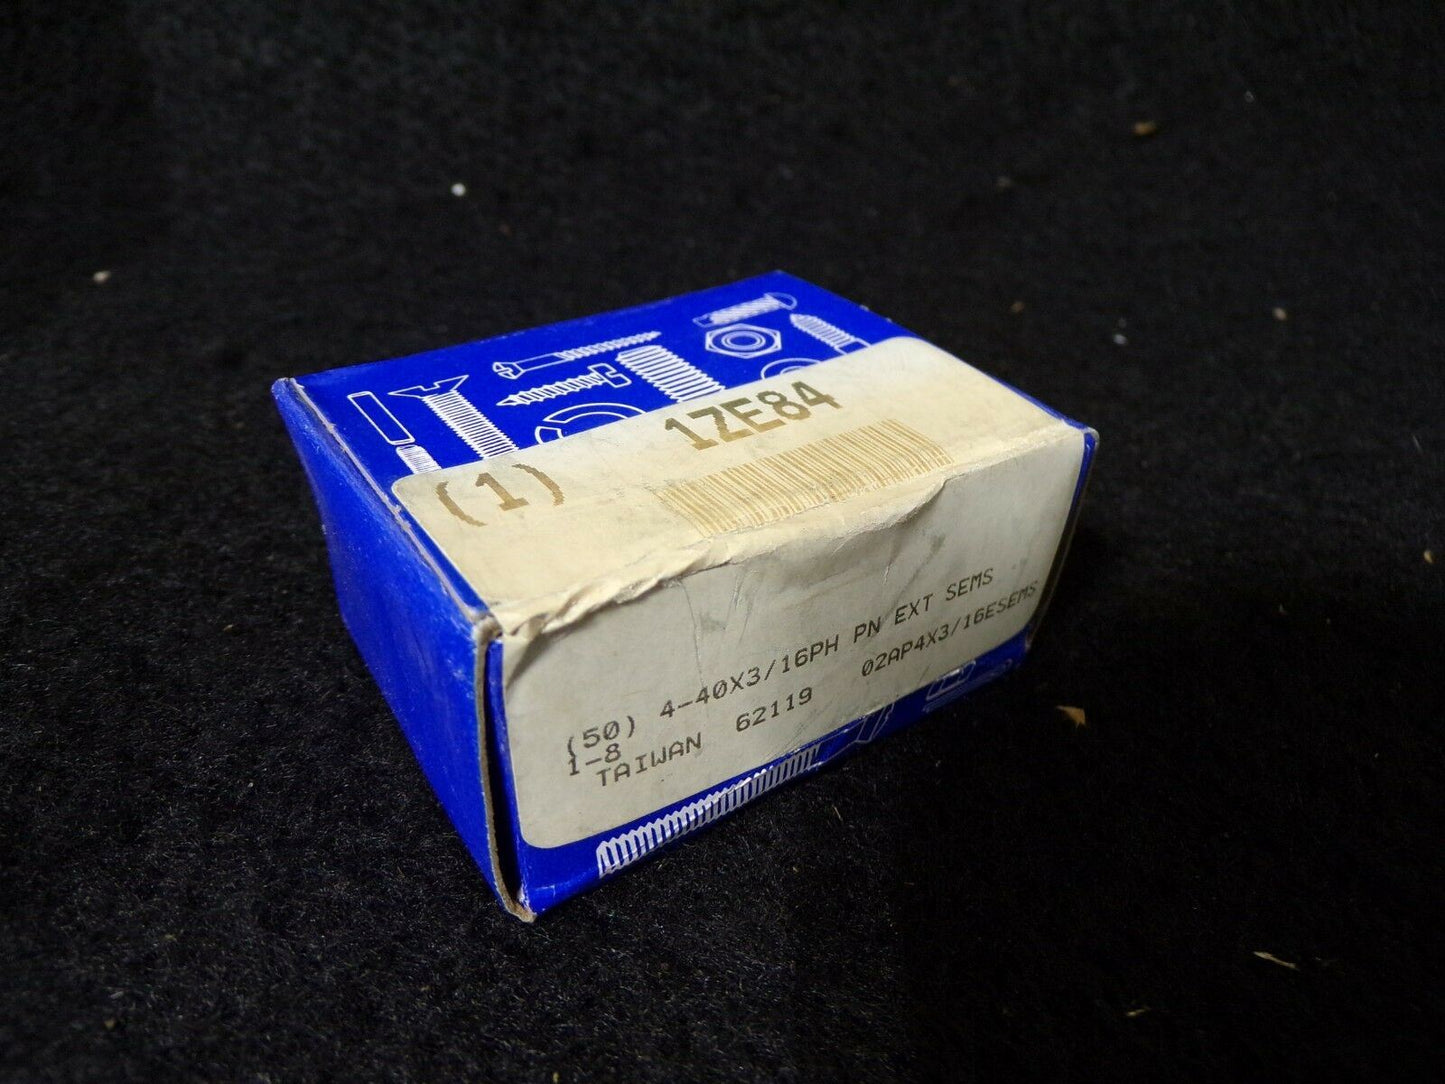 (1) 1ZE84
(50) 4-40X3/16PH PN EXT SEMS
1-8
TAIWAN 62119 02AP4X3/16ESEMS